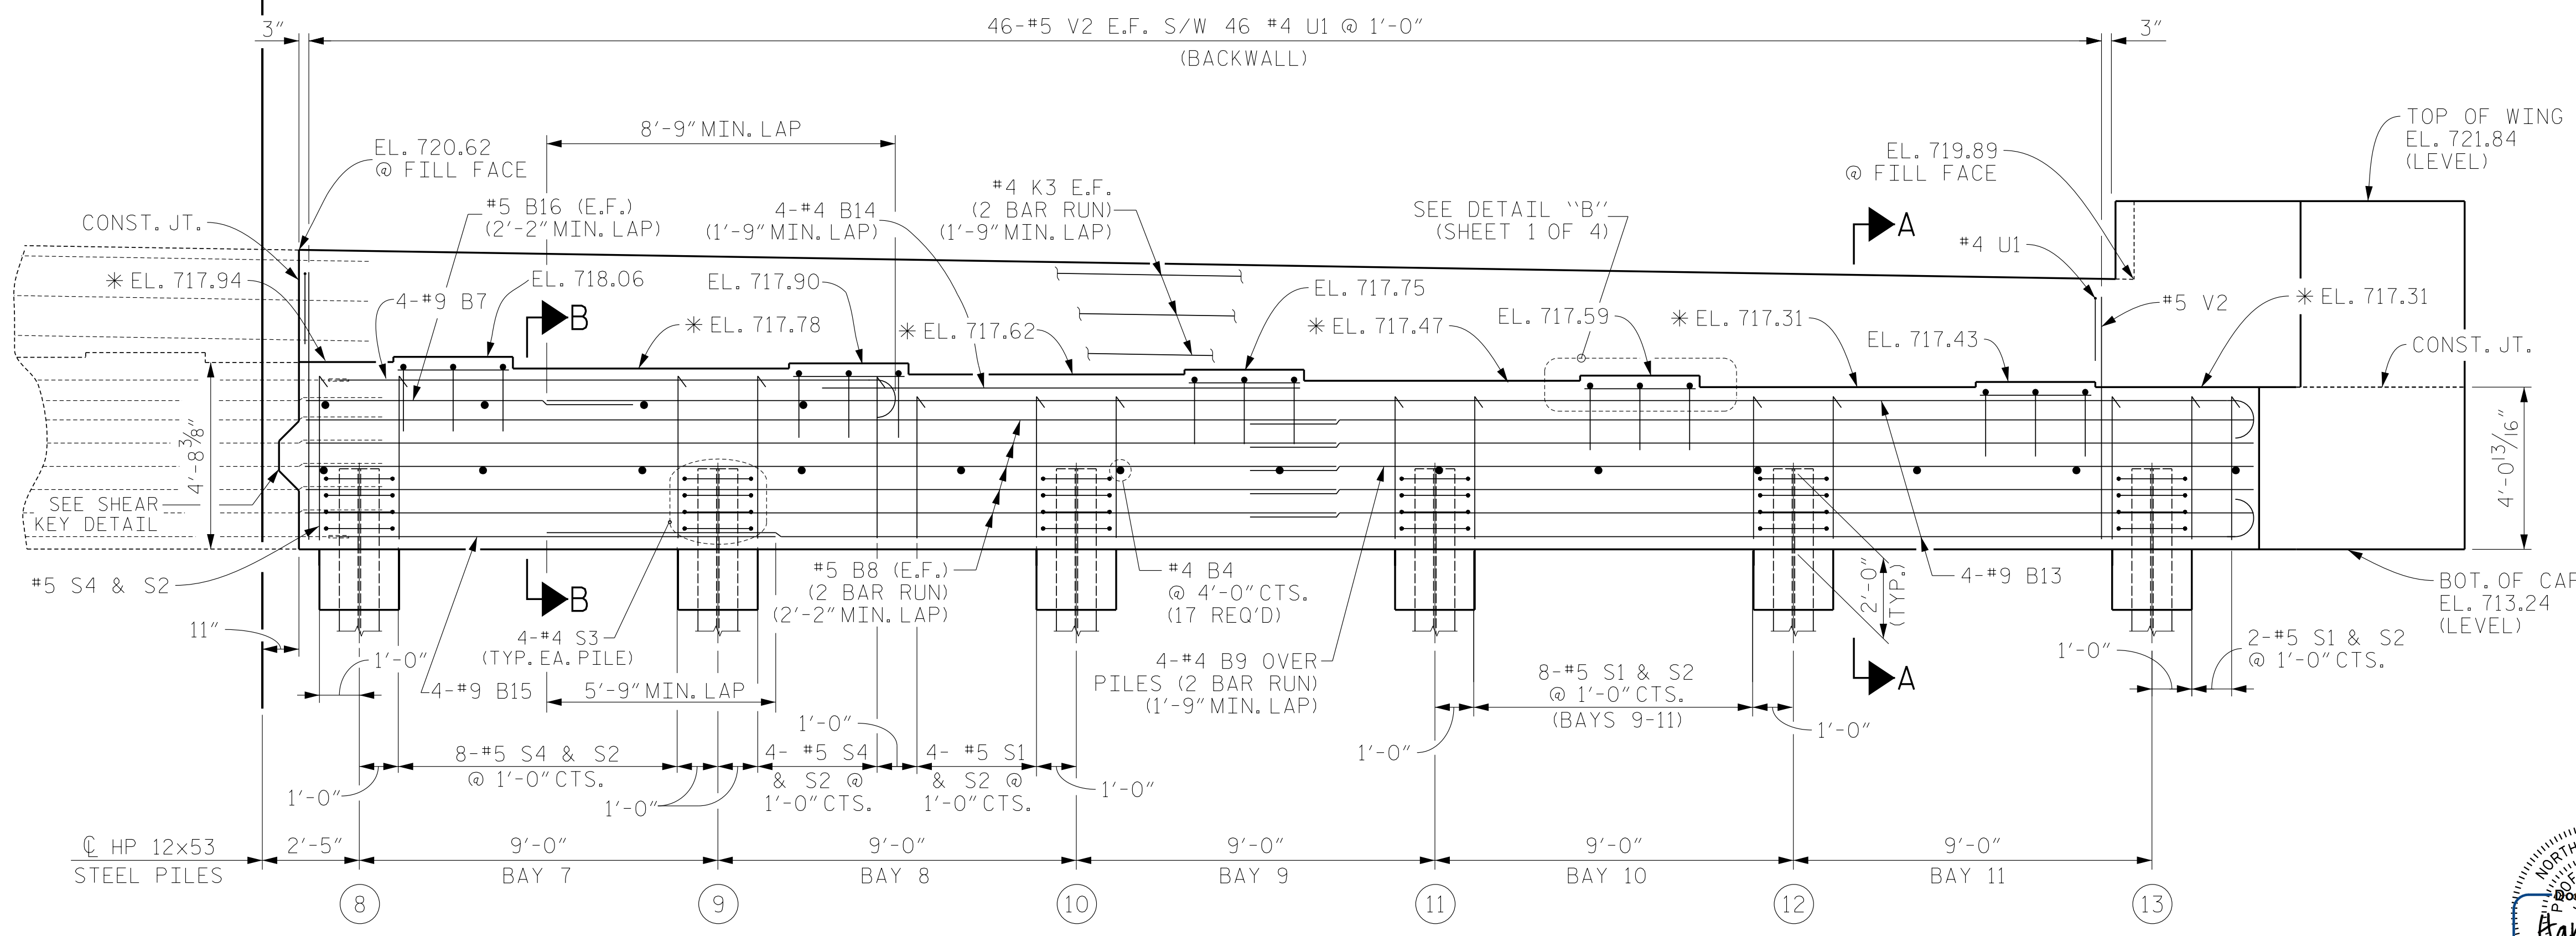 46-#5 V2 E.F. S/W 46 #4 U1 @ 1'-0"
(BACKWALL)
3"
3"
8'-9" MIN. LAP
EL. 720.62
@ FILL FACE
#5 B16 (E.F.)
(2'-2" MIN. LAP)
4-#4 B14
(1'-9" MIN. LAP)
#4 K3 E.F.
(2 BAR RUN)
(1'-9" MIN. LAP)
SEE DETAIL "B"
(SHEET 1 OF 4)
EL. 719.89
@ FILL FACE
A
#4 U1
TOP OF WING
EL. 721.84
(LEVEL)
CONST. JT.
* EL. 717.94
4-#9 B7
EL. 718.06
B
EL. 717.90
* EL. 717.78
* EL. 717.62
EL. 717.75
* EL. 717.47
EL. 717.59
* EL. 717.31
EL. 717.43
#5 V2
* EL. 717.31
CONST. JT.
4'-8 3/8"
4'-0 13/16"
SEE SHEAR
KEY DETAIL
#5 S4 & S2
11"
1'-0"
4-#9 B15
B
4-#4 S3
(TYP. EA. PILE)
5'-9" MIN. LAP
#5 B8 (E.F.)
(2 BAR RUN)
(2'-2" MIN. LAP)
#4 B4
@ 4'-0" CTS.
(17 REQ'D)
4-#4 B9 OVER
PILES (2 BAR RUN)
(1'-9" MIN. LAP)
8-#5 S1 & S2
@ 1'-0" CTS.
(BAYS 9-11)
2'-0"
(TYP.)
A
4-#9 B13
BOT. OF CAP
EL. 713.24
(LEVEL)
1'-0"
2-#5 S1 & S2
@ 1'-0" CTS.
1'-0"
1'-0"
1'-0"
8-#5 S4 & S2
@ 1'-0" CTS.
4- #5 S4
& S2 @
1'-0" CTS.
4- #5 S1
& S2 @
1'-0" CTS.
1'-0"
1'-0"
1'-0"
℄ HP 12x53
STEEL PILES
2'-5"
9'-0"
BAY 7
9'-0"
BAY 8
9'-0"
BAY 9
9'-0"
BAY 10
9'-0"
BAY 11
8
9
10
11
12
13
NORTH